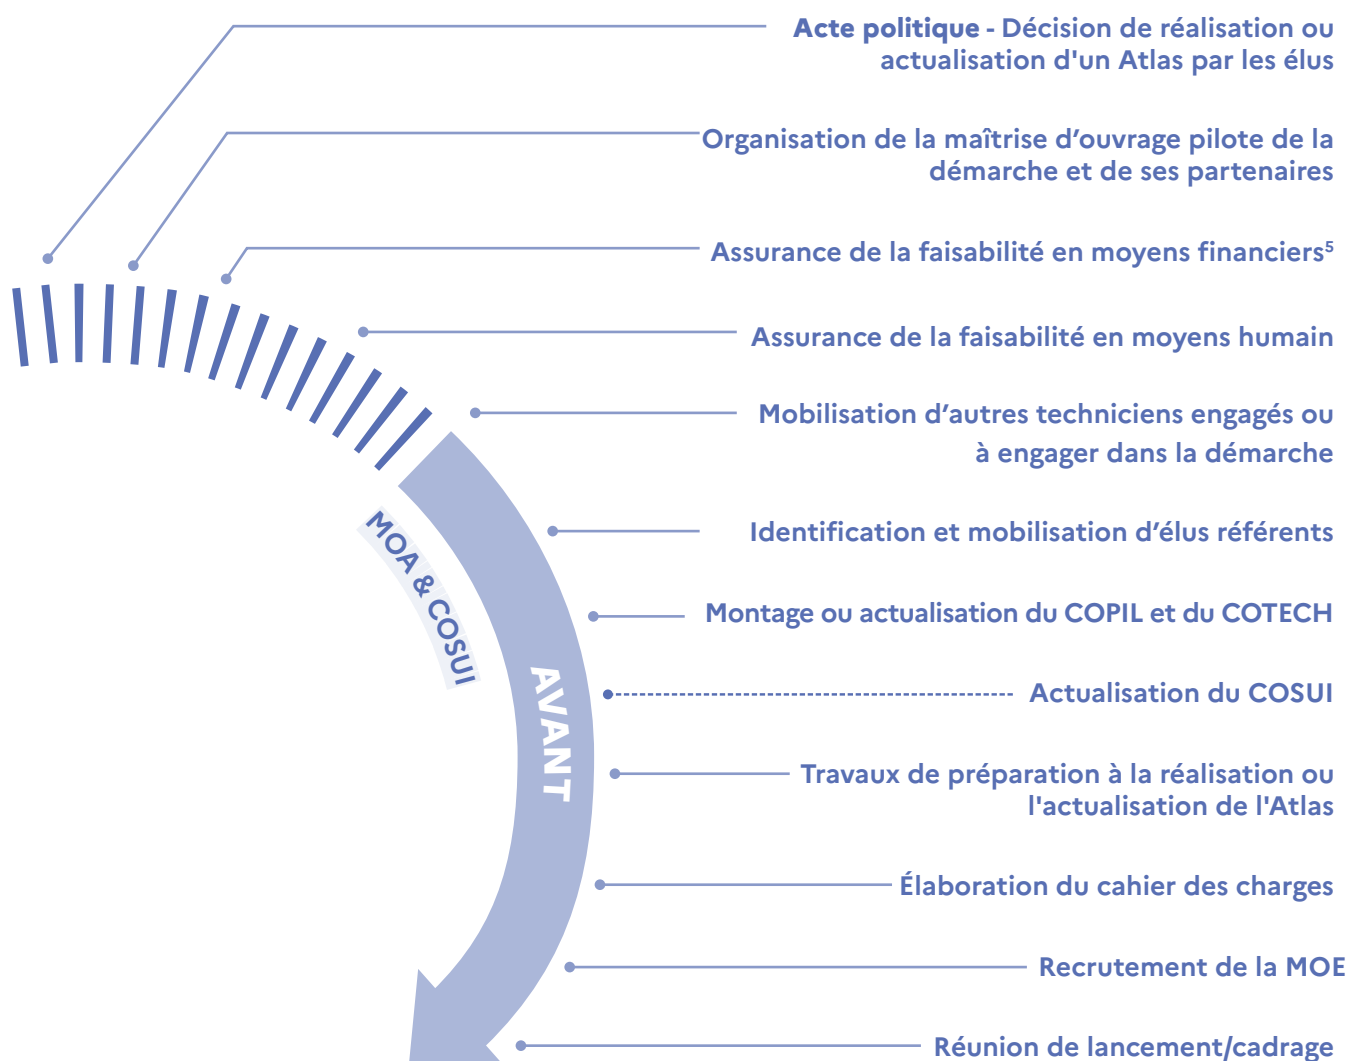 Acte politique - Décision de réalisation ou
actualisation d'un Atlas par les élus
Organisation de la maîtrise d’ouvrage pilote de la
démarche et de ses partenaires
Assurance de la faisabilité en moyens financiers⁵
Assurance de la faisabilité en moyens humain
Mobilisation d’autres techniciens engagés ou
à engager dans la démarche
Identification et mobilisation d’élus référents
Montage ou actualisation du COPIL et du COTECH
Actualisation du COSUI
Travaux de préparation à la réalisation ou
l'actualisation de l'Atlas
Élaboration du cahier des charges
Recrutement de la MOE
Réunion de lancement/cadrage
MOA & COSUI
AVANT